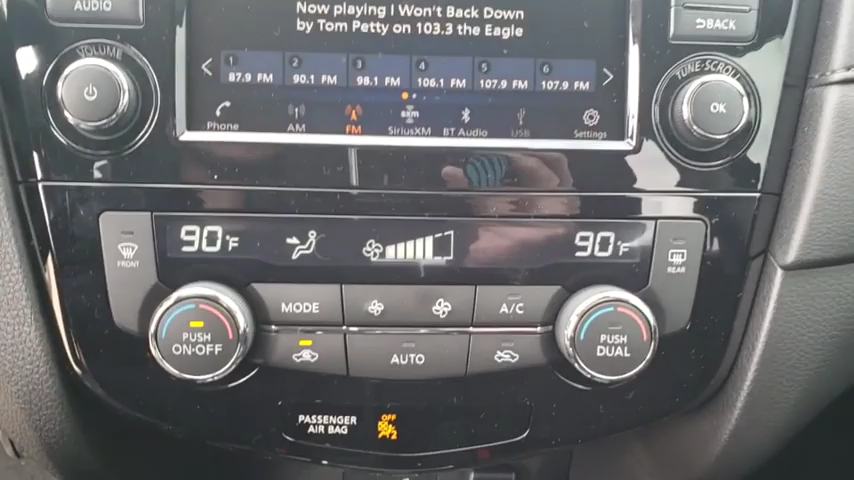 AUDIO
Now playing I Won't Back Down
by Tom Petty on 103.3 the Eagle
BACK
VOLUME
TUNE·SCROLL
1 2 3 4 5 6
87.9 FM 90.1 FM 98.1 FM 106.1 FM 107.9 FM 107.9 FM
OK
Phone AM FM SiriusXM BT Audio USB Settings
sxm
90°F 90°F
FRONT REAR
MODE A/C
PUSH ON·OFF
PUSH DUAL
AUTO
PASSENGER AIR BAG
OFF
2